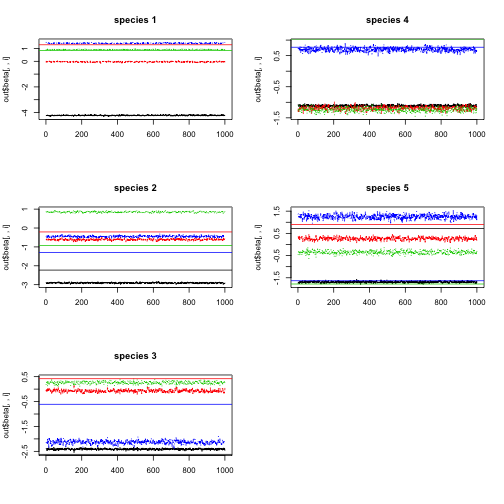 species 1
out$beta[, , i]
1
0
-2
-4
0 200 400 600 800 1000
species 4
out$beta[, , i]
0.5
-0.5
-1.5
0 200 400 600 800 1000
species 2
out$beta[, , i]
1
0
-1
-2
-3
0 200 400 600 800 1000
species 5
out$beta[, , i]
1.5
0.5
-0.5
-1.5
0 200 400 600 800 1000
species 3
out$beta[, , i]
0.5
-0.5
-1.5
-2.5
0 200 400 600 800 1000